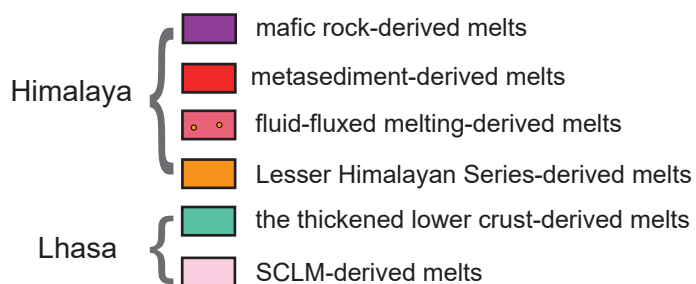 Himalaya
mafic rock-derived melts
metasediment-derived melts
fluid-fluxed melting-derived melts
Lesser Himalayan Series-derived melts
Lhasa
the thickened lower crust-derived melts
SCLM-derived melts